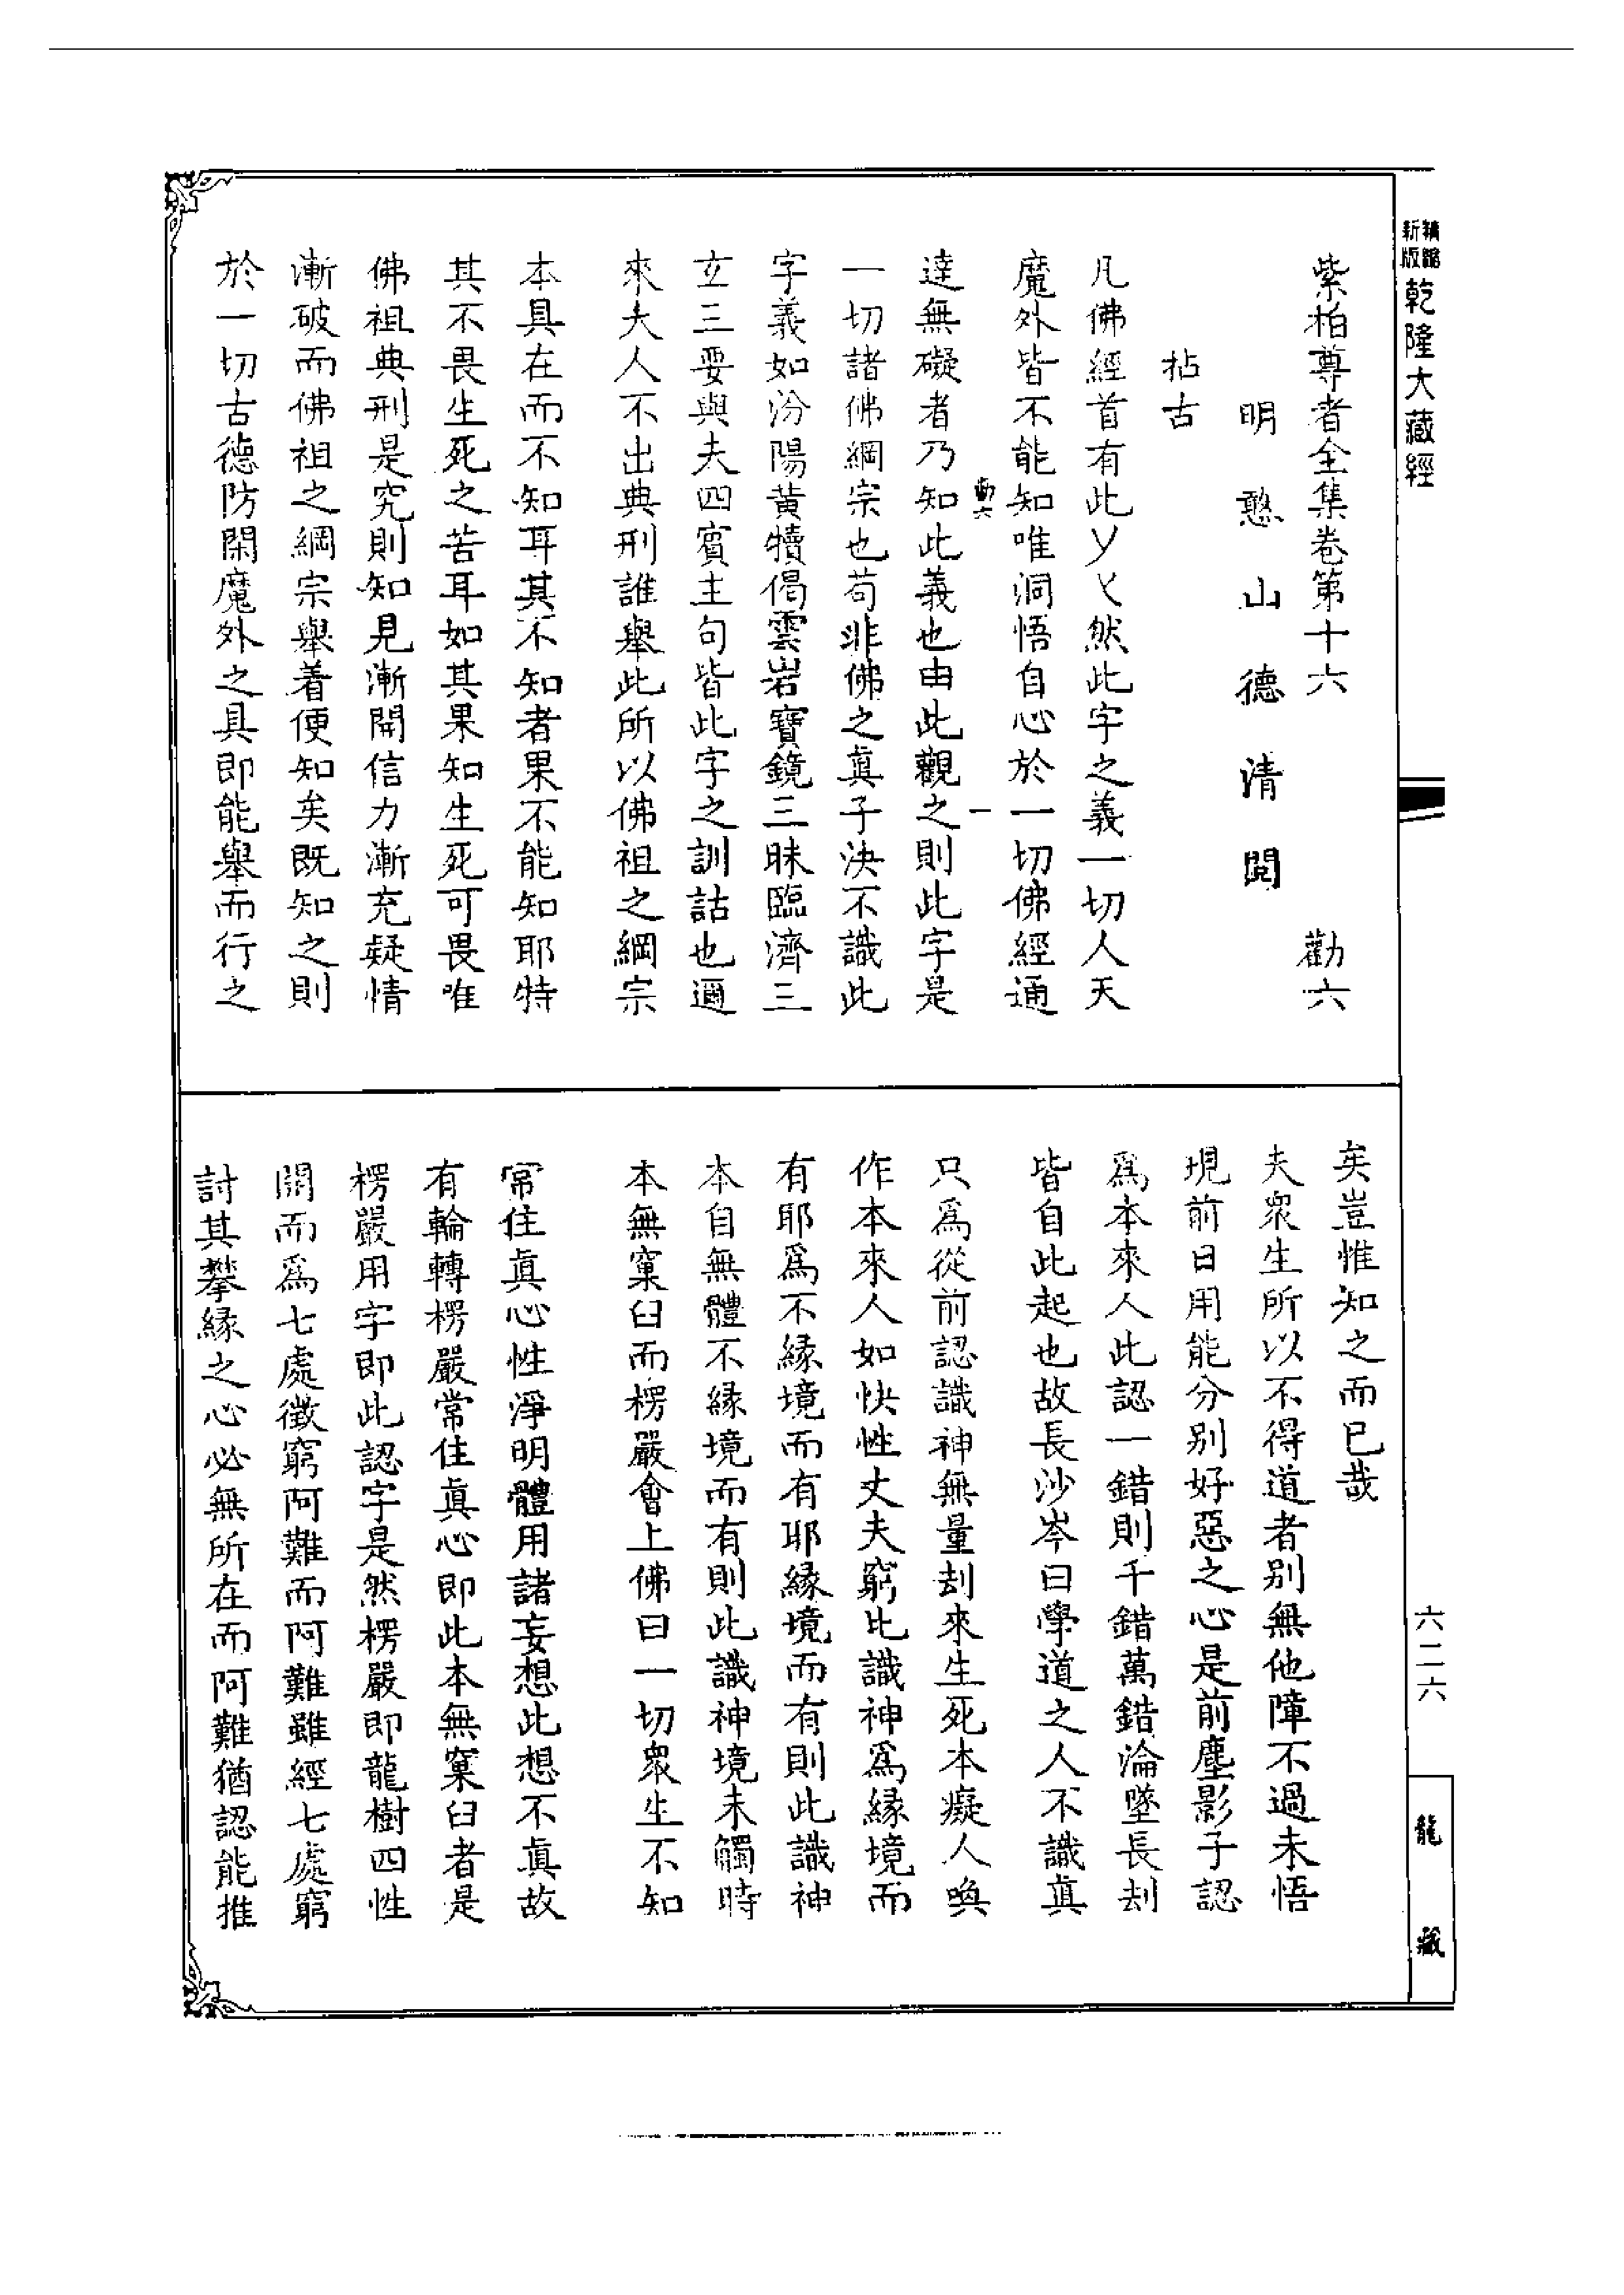 新版
精縮
乾隆大藏經
紫柏尊者全集卷第十六 勸六
明憨山德清閱
拈古
凡佛經首有此丷乀然此字之義一切人天
魔外皆不能知唯洞悟自心於一切佛經通
勸六 一
達無礙者乃知此義也由此觀之則此字是
一切諸佛綱宗也苟非佛之眞子決不識此
字義如汾陽黃犢偈雲岩寶鏡三昧臨濟三
玄三要與夫四賓主句皆此字之訓詁也邇
來夫人不出典刑誰舉此所以佛祖之綱宗
本具在而不知耳其不知者果不能知耶特
其不畏生死之苦耳如其果知生死可畏唯
佛祖典刑是究則知見漸開信力漸充疑情
漸破而佛祖之綱宗舉着便知矣既知之則
於一切古德防閑魔外之具即能舉而行之
矣豈惟知之而已哉
夫衆生所以不得道者别無他障不過未悟
現前日用能分别好惡之心是前塵影子認
爲本來人此認一錯則千錯萬錯淪墜長刦
皆自此起也故長沙岑曰學道之人不識眞
只爲從前認識神無量刦來生死本癡人喚
作本來人如快性丈夫窮比識神爲緣境而
有耶爲不緣境而有耶緣境而有則此識神
本自無體不緣境而有則此識神境未觸時
本無窠臼而楞嚴會上佛曰一切衆生不知
常住眞心性淨明體用諸妄想此想不眞故
有輪轉楞嚴常住眞心即此本無窠臼者是
楞嚴用字即此認字是然楞嚴即龍樹四性
開而爲七處徵窮阿難而阿難雖經七處窮
討其攀緣之心必無所在而阿難猶認能推
六二六
龍藏